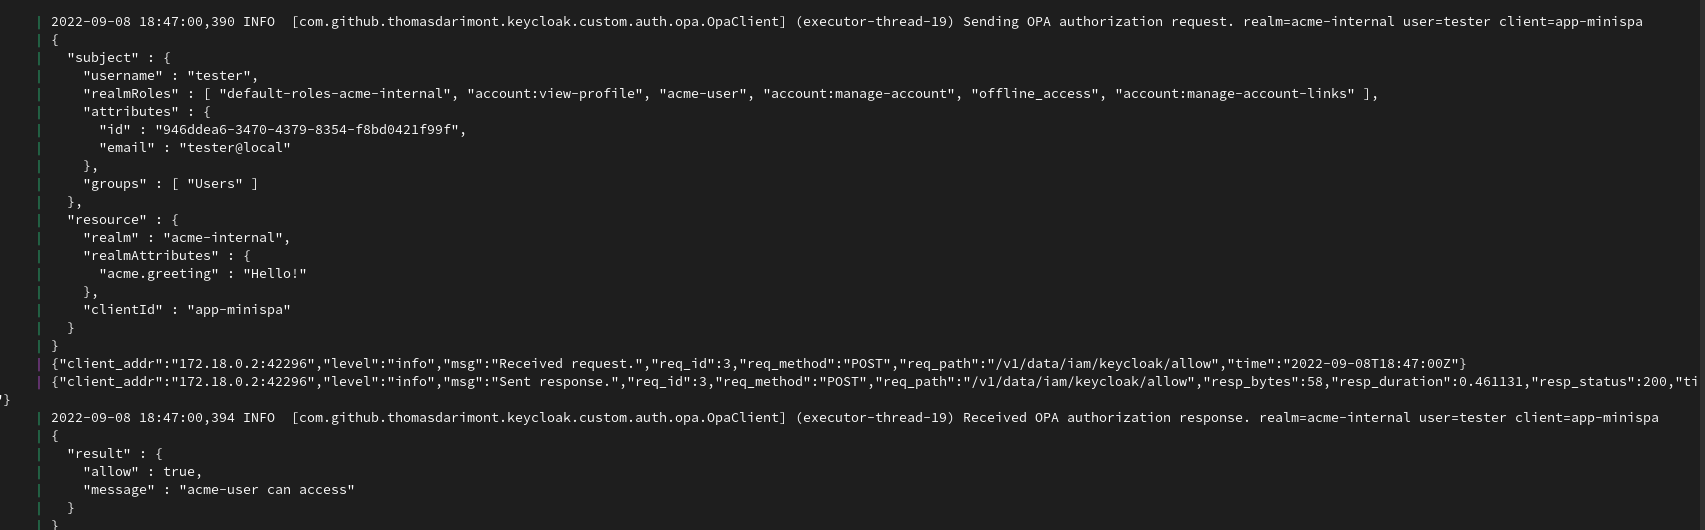 2022-09-08 18:47:00,390 INFO  [com.github.thomasdarimont.keycloak.custom.auth.opa.OpaClient] (executor-thread-19) Sending OPA authorization request. realm=acme-internal user=tester client=app-minispa
{
  "subject" : {
    "username" : "tester",
    "realmRoles" : [ "default-roles-acme-internal", "account:view-profile", "acme-user", "account:manage-account", "offline_access", "account:manage-account-links" ],
    "attributes" : {
      "id" : "946ddea6-3470-4379-8354-f8bd0421f99f",
      "email" : "tester@local"
    },
    "groups" : [ "Users" ]
  },
  "resource" : {
    "realm" : "acme-internal",
    "realmAttributes" : {
      "acme.greeting" : "Hello!"
    },
    "clientId" : "app-minispa"
  }
}
{"client_addr":"172.18.0.2:42296","level":"info","msg":"Received request.","req_id":3,"req_method":"POST","req_path":"/v1/data/iam/keycloak/allow","time":"2022-09-08T18:47:00Z"}
{"client_addr":"172.18.0.2:42296","level":"info","msg":"Sent response.","req_id":3,"req_method":"POST","req_path":"/v1/data/iam/keycloak/allow","resp_bytes":58,"resp_duration":0.461131,"resp_status":200,"ti
"}
2022-09-08 18:47:00,394 INFO  [com.github.thomasdarimont.keycloak.custom.auth.opa.OpaClient] (executor-thread-19) Received OPA authorization response. realm=acme-internal user=tester client=app-minispa
{
  "result" : {
    "allow" : true,
    "message" : "acme-user can access"
  }
}